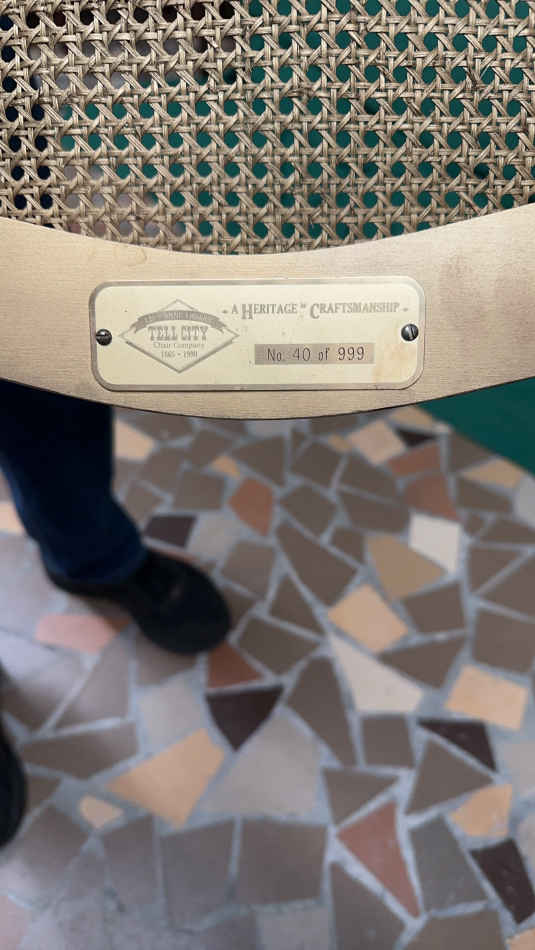 TELL CITY
Chair Company
1865 - 1990
- A HERITAGE OF CRAFTSMANSHIP -
No. 40 of 999